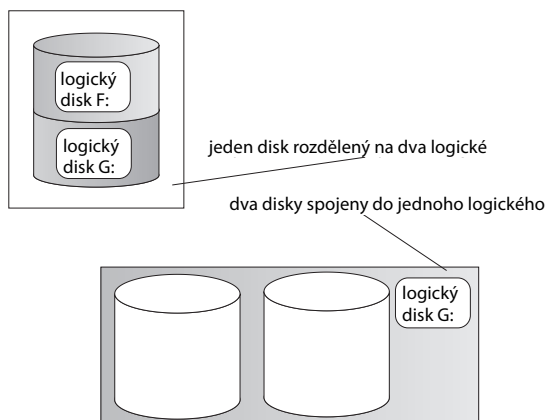 logický
disk F:
logický
disk G:
jeden disk rozdělený na dva logické
dva disky spojeny do jednoho logického
logický
disk G: